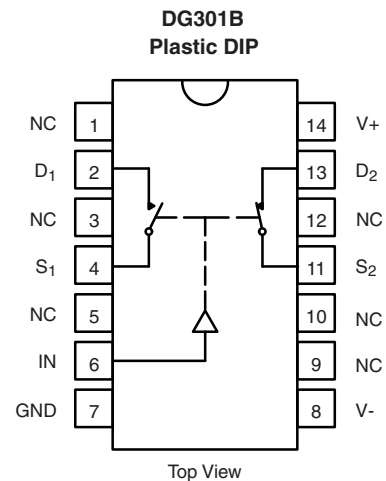 DG301B
Plastic DIP
NC 1 14 V+
D1 2 13 D2
NC 3 12 NC
S1 4 11 S2
NC 5 10 NC
IN 6 9 NC
GND 7 8 V-
Top View